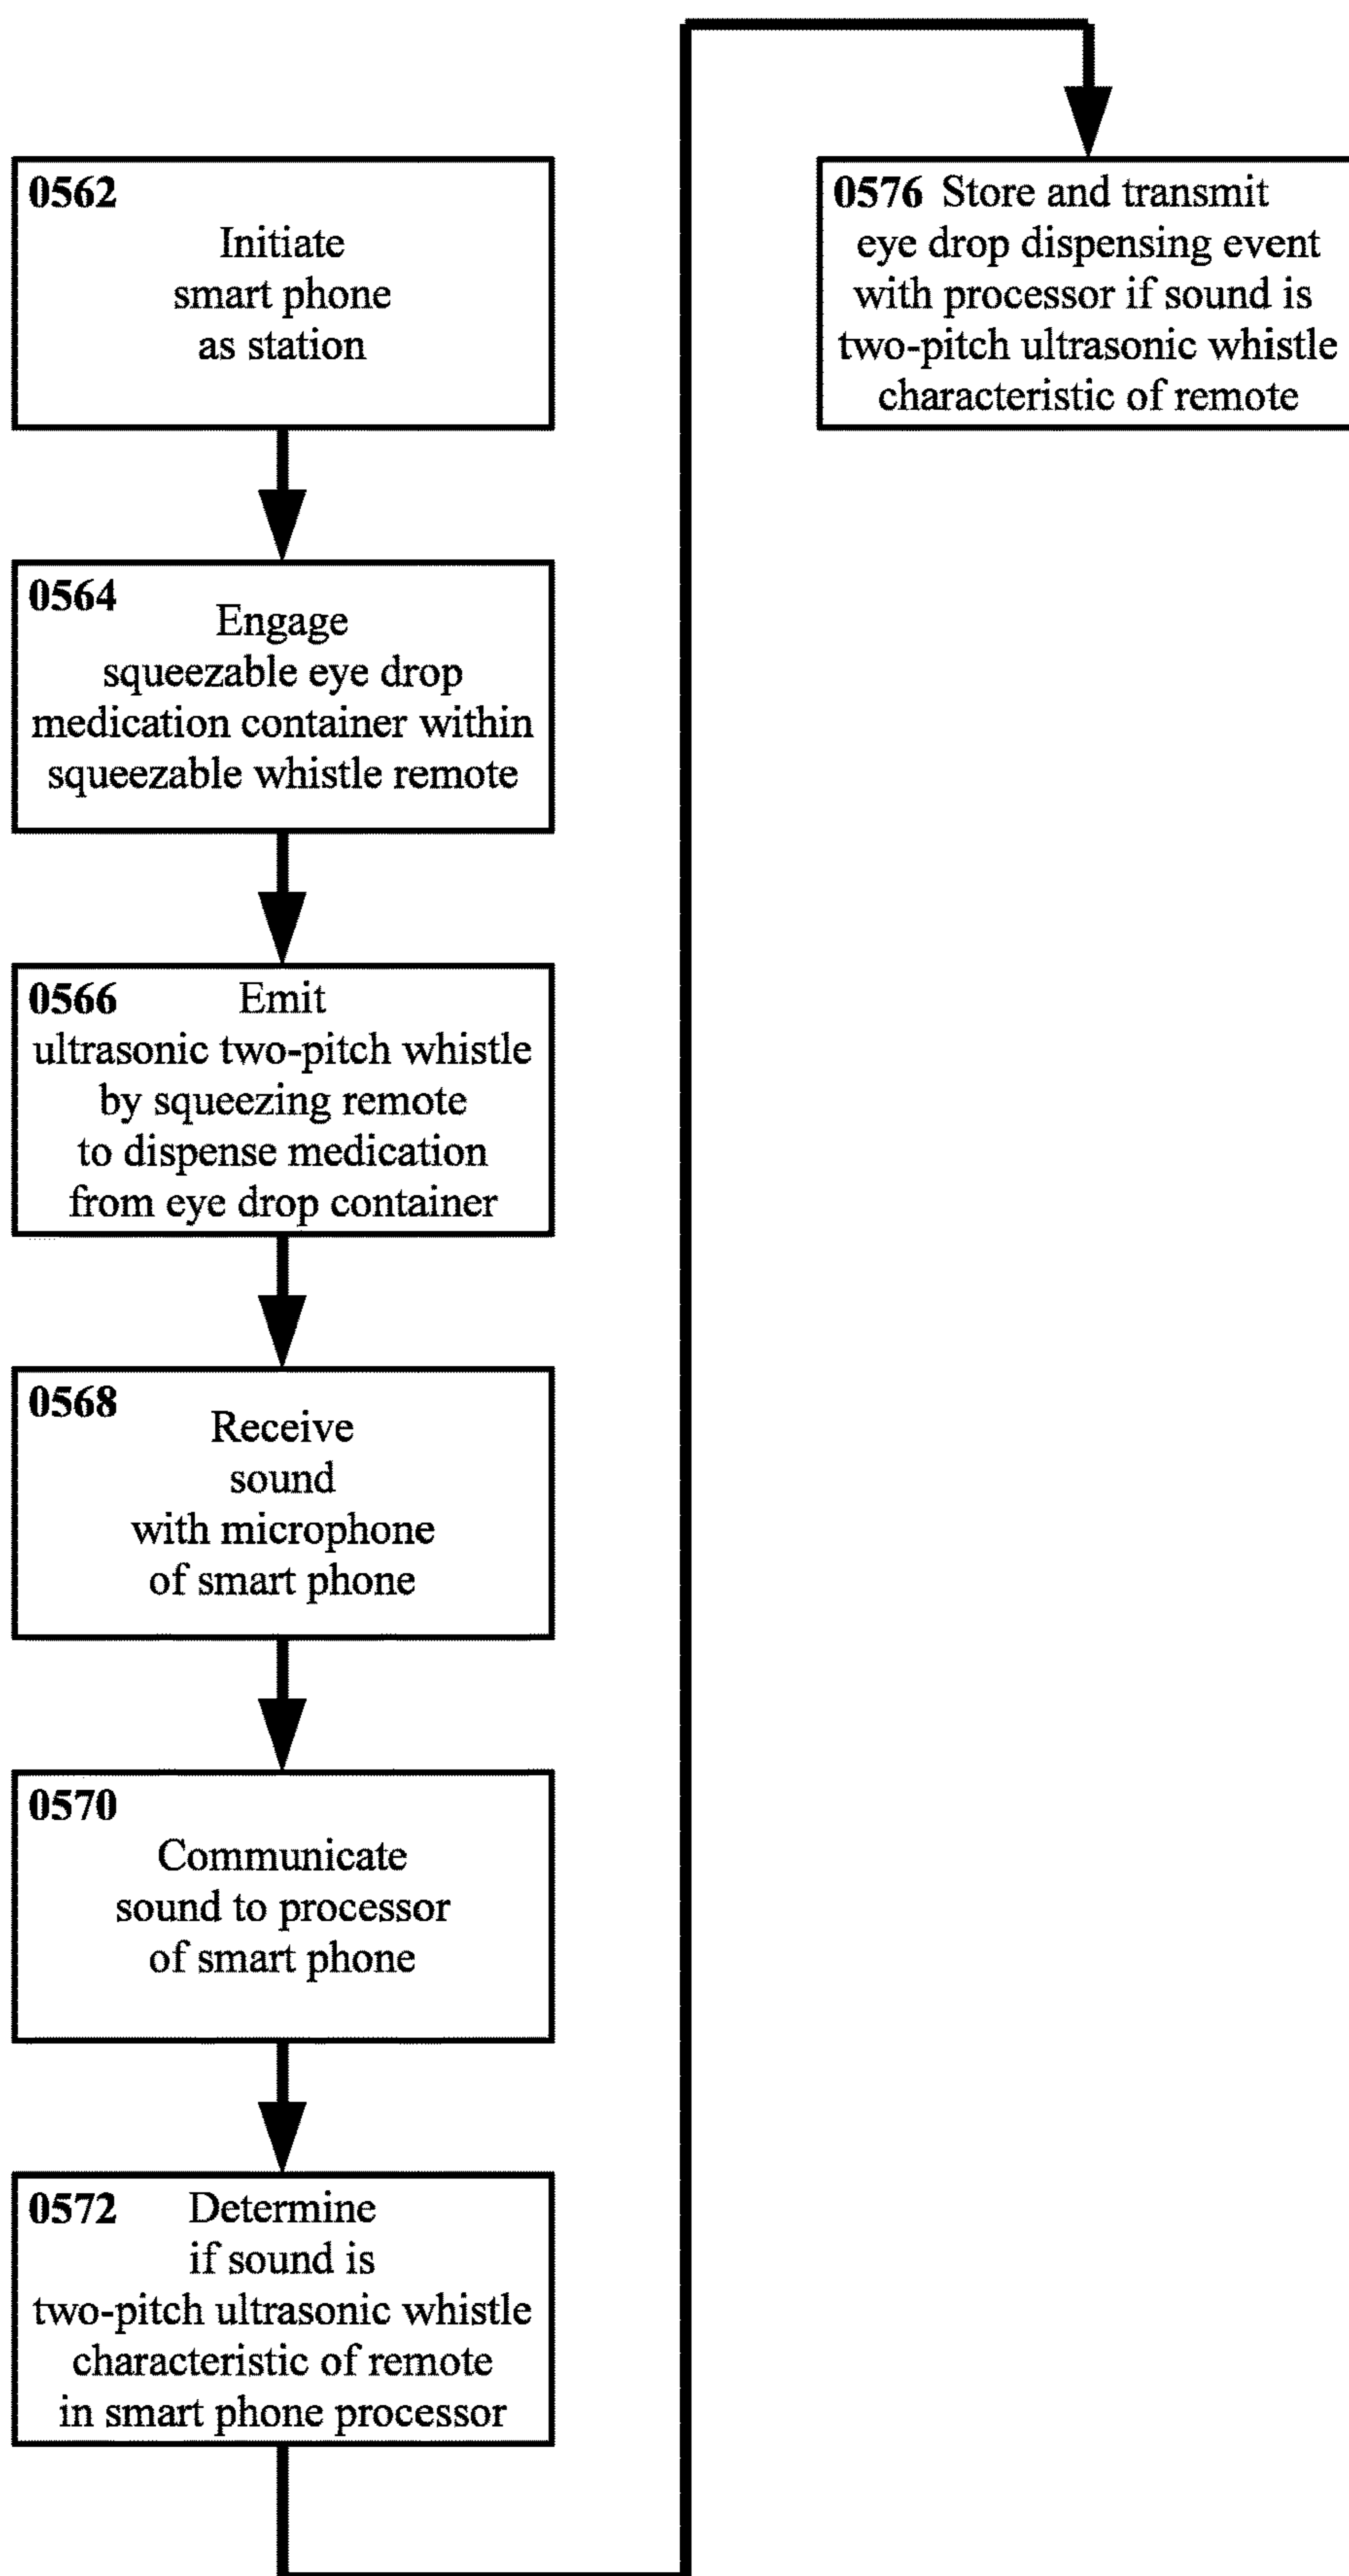 0562
Initiate
smart phone
as station
0564
Engage
squeezable eye drop
medication container within
squeezable whistle remote
0566 Emit
ultrasonic two-pitch whistle
by squeezing remote
to dispense medication
from eye drop container
0568
Receive
sound
with microphone
of smart phone
0570
Communicate
sound to processor
of smart phone
0572 Determine
if sound is
two-pitch ultrasonic whistle
characteristic of remote
in smart phone processor
0576 Store and transmit
eye drop dispensing event
with processor if sound is
two-pitch ultrasonic whistle
characteristic of remote